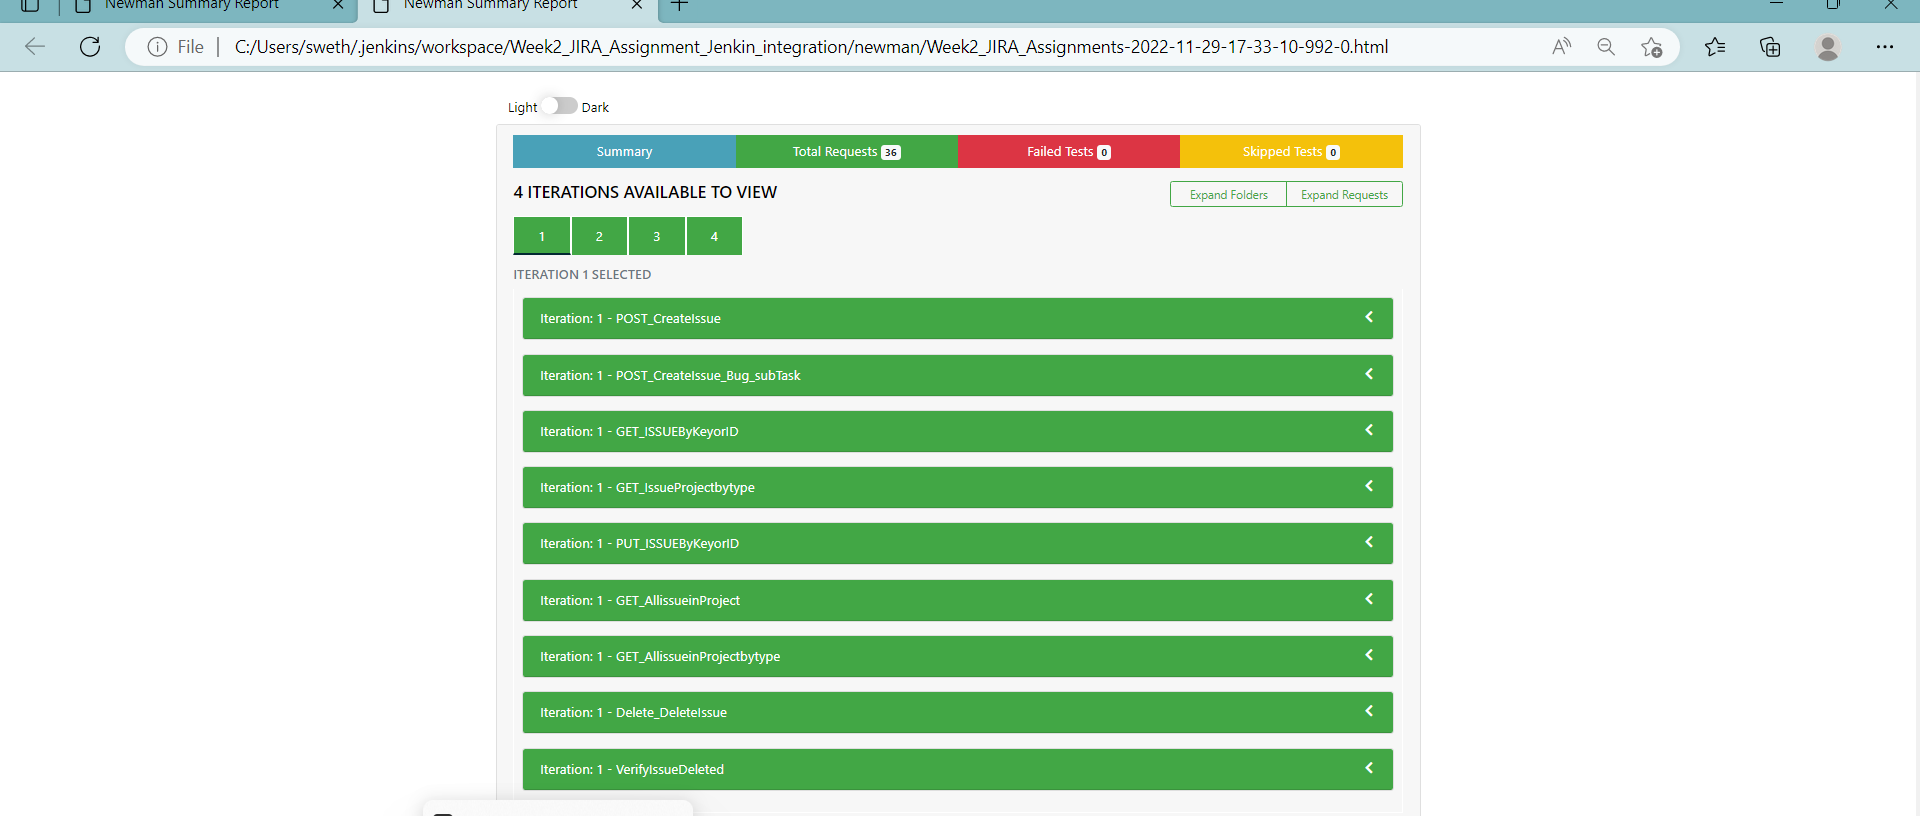 Newman Summary Report
Newman Summary Report
File
C:/Users/sweth/.jenkins/workspace/Week2_JIRA_Assignment_Jenkin_integration/newman/Week2_JIRA_Assignments-2022-11-29-17-33-10-992-0.html
Light Dark
Summary
Total Requests 36
Failed Tests 0
Skipped Tests 0
4 ITERATIONS AVAILABLE TO VIEW
Expand Folders
Expand Requests
1 2 3 4
ITERATION 1 SELECTED
Iteration: 1 - POST_CreateIssue
Iteration: 1 - POST_CreateIssue_Bug_subTask
Iteration: 1 - GET_ISSUEByKeyorID
Iteration: 1 - GET_IssueProjectbytype
Iteration: 1 - PUT_ISSUEByKeyorID
Iteration: 1 - GET_AllissueinProject
Iteration: 1 - GET_AllissueinProjectbytype
Iteration: 1 - Delete_DeleteIssue
Iteration: 1 - VerifyIssueDeleted